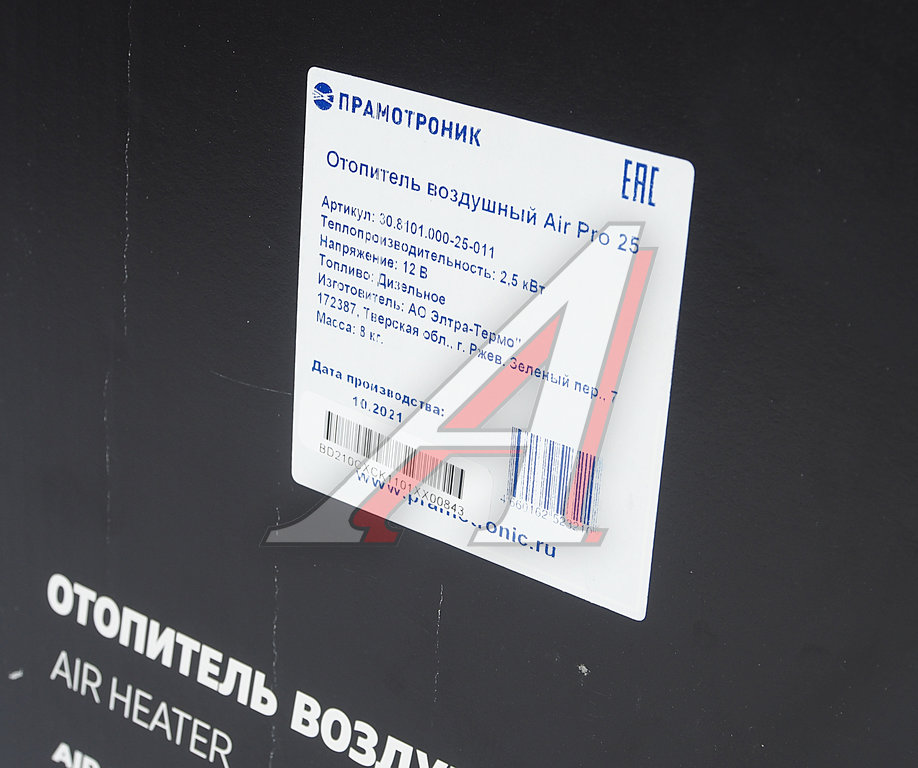 ПРАМОТРОНИК
ЕАС
Отопитель воздушный Air Pro 25
Артикул: 30.8101.000-25-011
Теплопроизводительность: 2,5 кВт
Напряжение: 12 В
Топливо: Дизельное
Изготовитель: АО Элтра-Термо"
172387, Тверская обл., г. Ржев, Зеленый пер., 7
Масса: 8 кг.
Дата производства:
10.2021
www.pramotronic.ru
ОТОПИТЕЛЬ ВОЗДУ
AIR HEATER
AIR